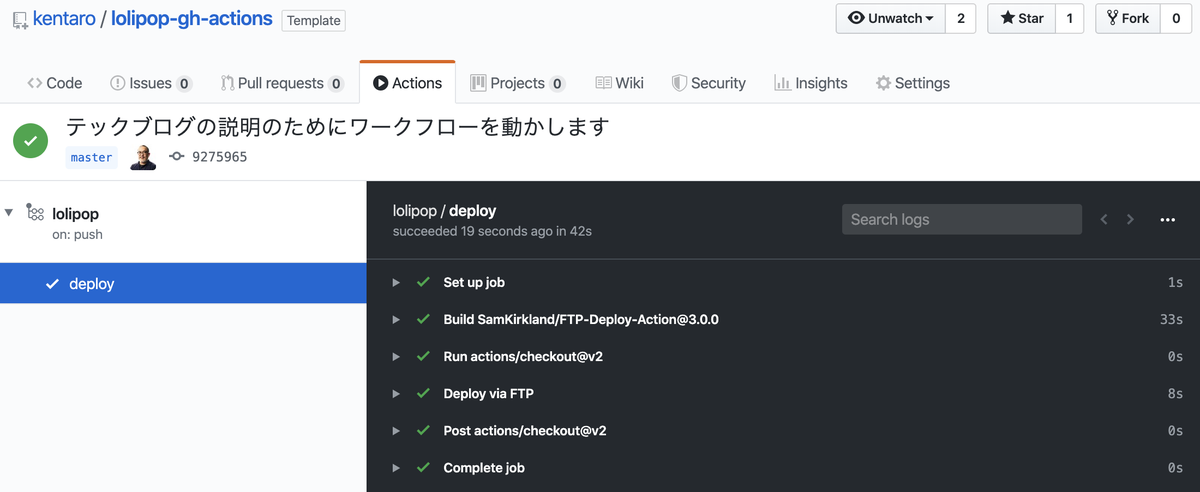 kentaro / lolipop-gh-actions Template Unwatch 2 Star 1 Fork 0
Code Issues 0 Pull requests 0 Actions Projects 0 Wiki Security Insights Settings
テックブログの説明のためにワークフローを動かします
master 9275965
lolipop
on: push
deploy
lolipop / deploy
succeeded 19 seconds ago in 42s
Search logs
Set up job 1s
Build SamKirkland/FTP-Deploy-Action@3.0.0 33s
Run actions/checkout@v2 0s
Deploy via FTP 8s
Post actions/checkout@v2 0s
Complete job 0s